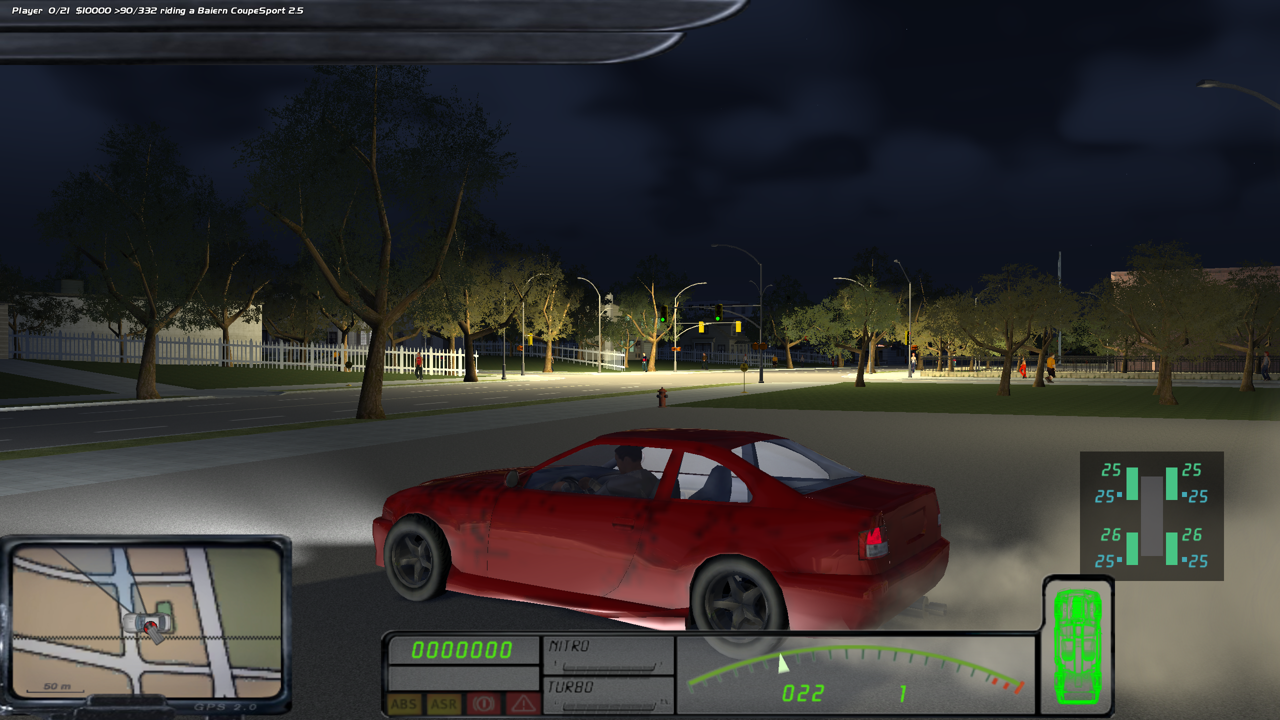 Player 0/21 $10000 >90/332 riding a Baiern CoupeSport 2.5
25 25
25 25
26 26
25 25
0000000
NITRO
TURBO
ABS ASR
022 1
50 m
GPS 2.0